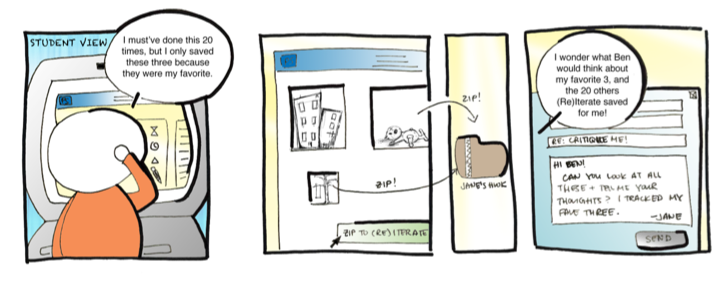 STUDENT VIEW
I must've done this 20
times, but I only saved
these three because
they were my favorite.
ZIP!
ZIP!
JANE'S WORK
ZIP TO (RE)ITERATE
I wonder what Ben
would think about
my favorite 3, and
the 20 others
(Re)Iterate saved
for me!
RE: CRITIQUE ME!
HI BEN!
CAN YOU LOOK AT ALL
THESE + TELL ME YOUR
THOUGHTS? I TRACKED MY
FAVE THREE.
-JANE
SEND